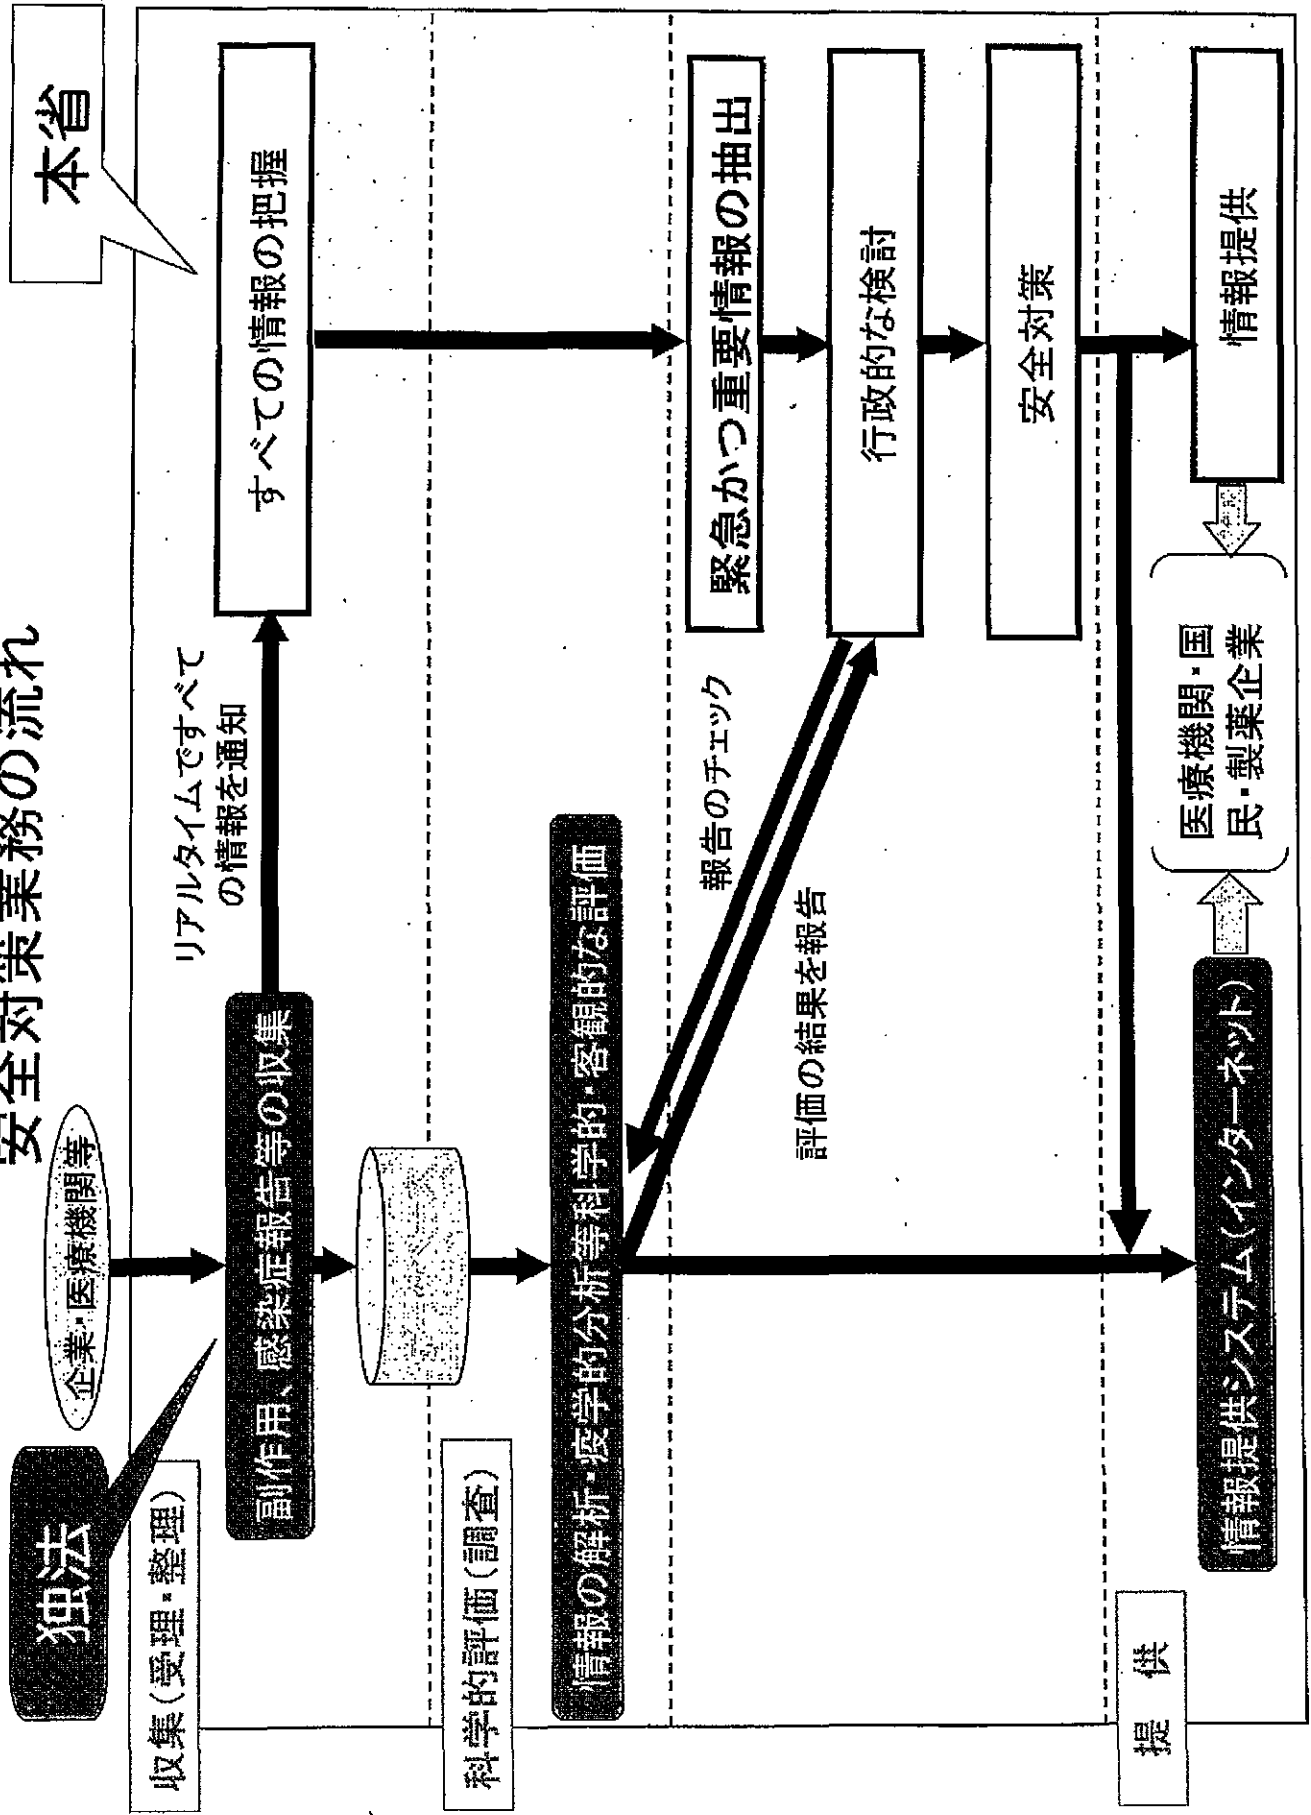 安全対策業務の流れ
独法
企業・医療機関等
本省
収集(受理・整理)
副作用、感染症報告等の収集
リアルタイムですべて
の情報を通知
すべての情報の把握
科学的評価(調査)
情報の解析・疫学的分析等科学的・客観的な評価
緊急かつ重要情報の抽出
報告のチェック
評価の結果を報告
行政的な検討
安全対策
提 供
情報提供システム(インターネット)
医療機関・国
民・製薬企業
情報提供